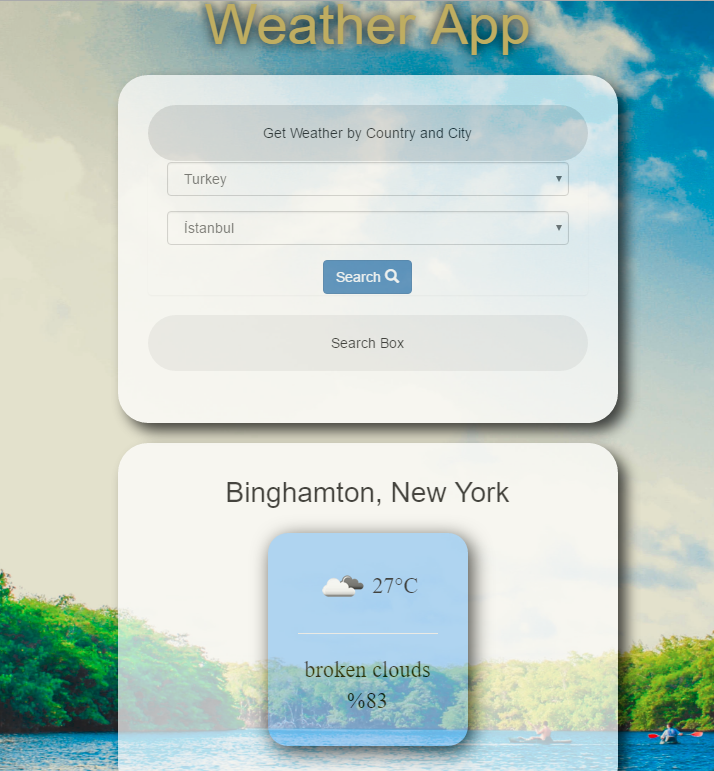 Weather App
Get Weather by Country and City
Turkey
İstanbul
Search
Search Box
Binghamton, New York
27°C
broken clouds
%83